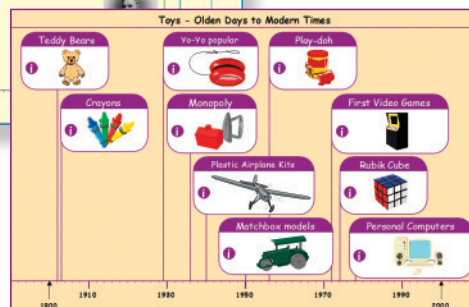 Toys - Olden Days to Modern Times
Teddy Bears
Yo-Yo popular
Play-doh
Crayons
Monopoly
First Video Games
Plastic Airplane Kite
Rubik Cube
Matchbox models
Personal Computers
1910
1930
1950
1970
1990
1900
2000